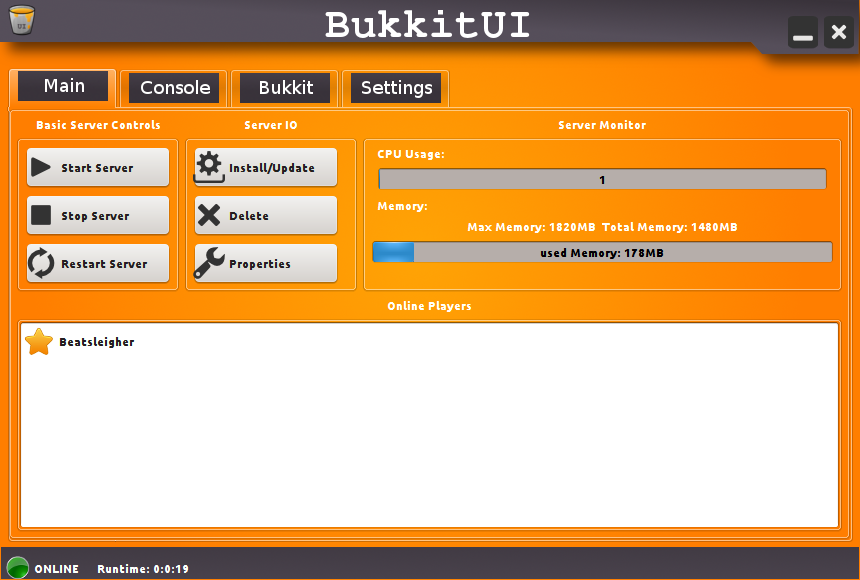 BukkitUI
UI
Main Console Bukkit Settings
Basic Server Controls Server IO Server Monitor
Start Server
Stop Server
Restart Server
Install/Update
Delete
Properties
CPU Usage:
1
Memory:
Max Memory: 1820MB Total Memory: 1480MB
used Memory: 178MB
Online Players
Beatsleigher
ONLINE Runtime: 0:0:19